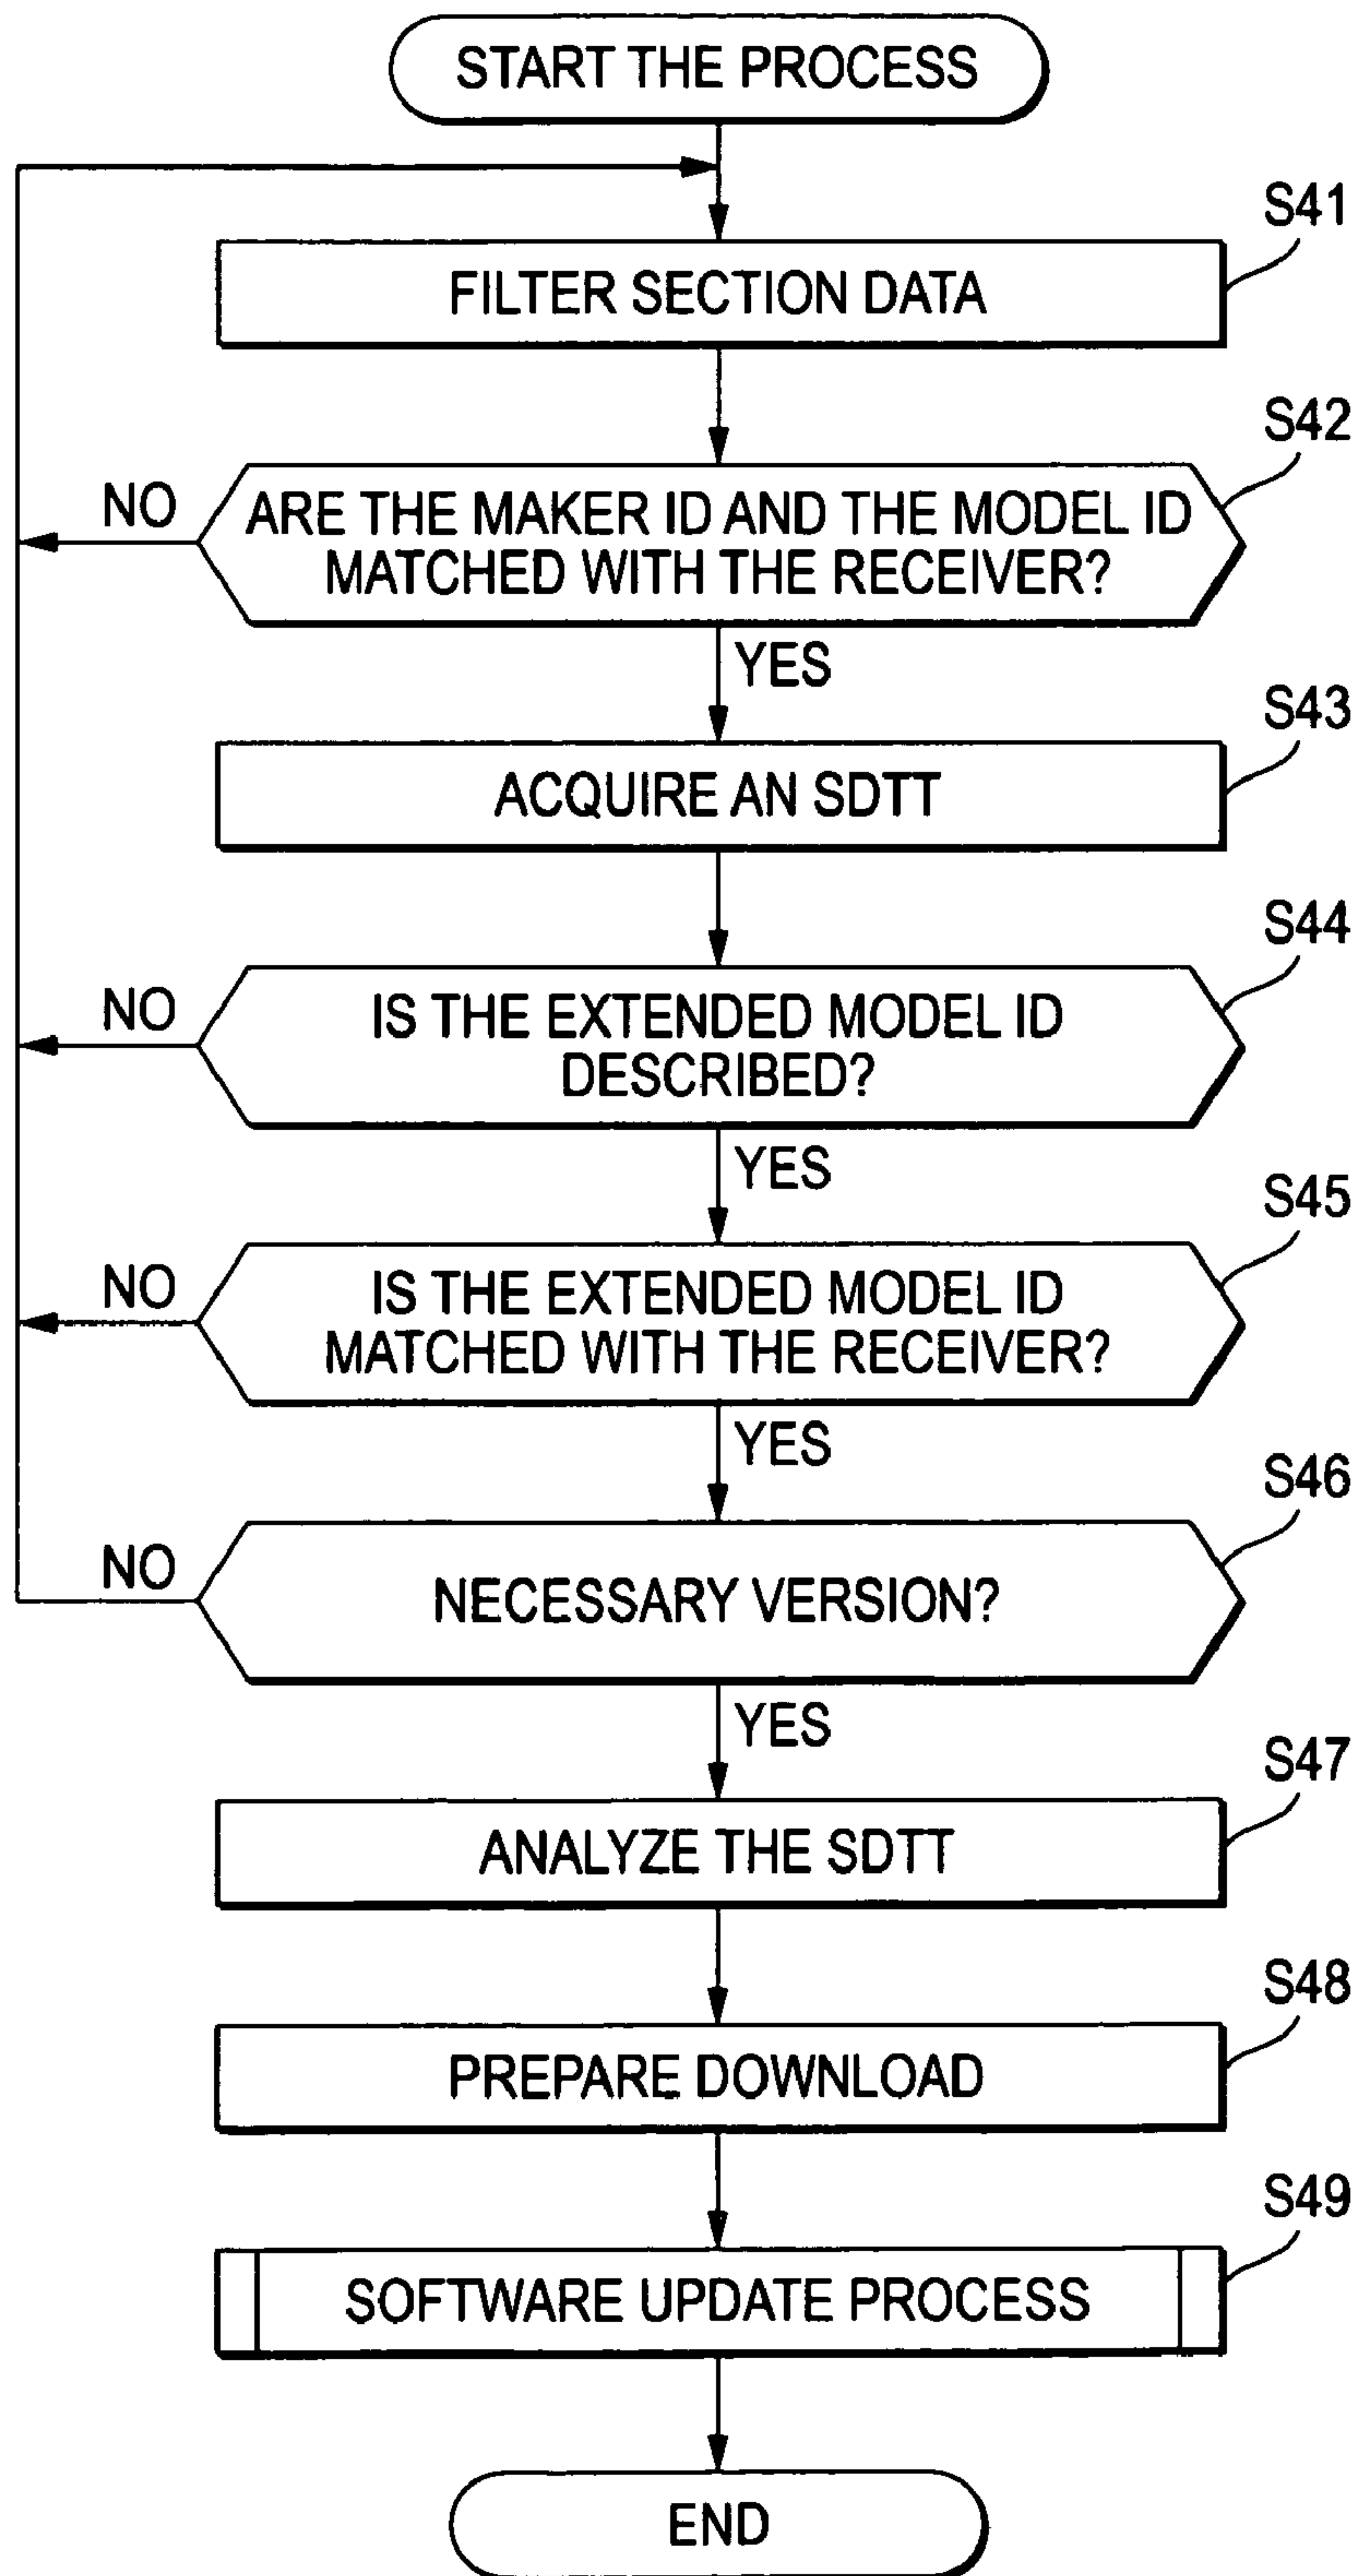 START THE PROCESS
S41
FILTER SECTION DATA
S42
NO
ARE THE MAKER ID AND THE MODEL ID
MATCHED WITH THE RECEIVER?
YES
S43
ACQUIRE AN SDTT
S44
NO
IS THE EXTENDED MODEL ID
DESCRIBED?
YES
S45
NO
IS THE EXTENDED MODEL ID
MATCHED WITH THE RECEIVER?
YES
S46
NO
NECESSARY VERSION?
YES
S47
ANALYZE THE SDTT
S48
PREPARE DOWNLOAD
S49
SOFTWARE UPDATE PROCESS
END